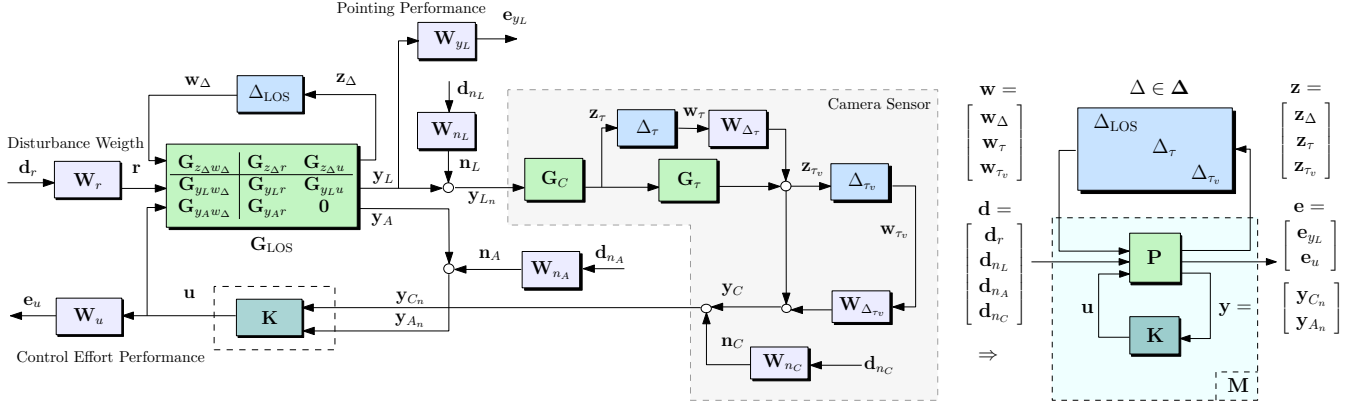 Pointing Performance
e_{y_L}
W_{y_L}
w_Δ
z_Δ
Δ_LOS
d_{n_L}
W_{n_L}
n_L
Camera Sensor
z_τ
Δ_τ
w_τ
W_{Δ_τ}
Disturbance Weigth
d_r
W_r
r
G_{z_Δ w_Δ} G_{z_Δ r} G_{z_Δ u}
G_{y_L w_Δ} G_{y_L r} G_{y_L u}
G_{y_A w_Δ} G_{y_A r} 0
G_LOS
y_L
y_{L_n}
y_A
G_C
G_τ
z_{τ_v}
Δ_{τ_v}
w_{τ_v}
n_A
W_{n_A}
d_{n_A}
e_u
W_u
u
K
y_{C_n}
y_{A_n}
y_C
W_{Δ_{τ_v}}
n_C
W_{n_C}
d_{n_C}
Control Effort Performance
w =
w_Δ
w_τ
w_{τ_v}
d =
d_r
d_{n_L}
d_{n_A}
d_{n_C}
⇒
Δ ∈ Δ
Δ_LOS
Δ_τ
Δ_{τ_v}
P
u
K
y =
M
z =
z_Δ
z_τ
z_{τ_v}
e =
e_{y_L}
e_u
y_{C_n}
y_{A_n}